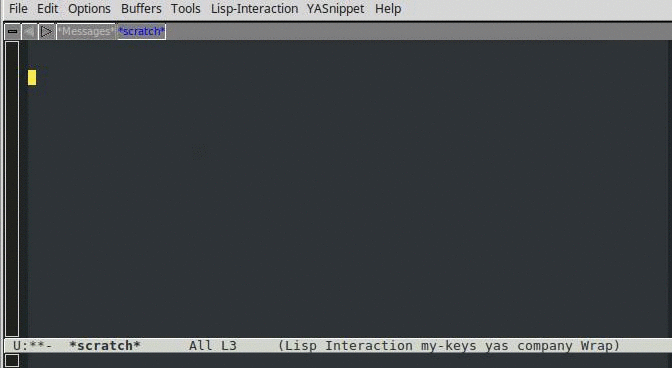 File Edit Options Buffers Tools Lisp-Interaction YASnippet Help
*Messages* *scratch*
U:**-  *scratch*      All L3     (Lisp Interaction my-keys yas company Wrap)